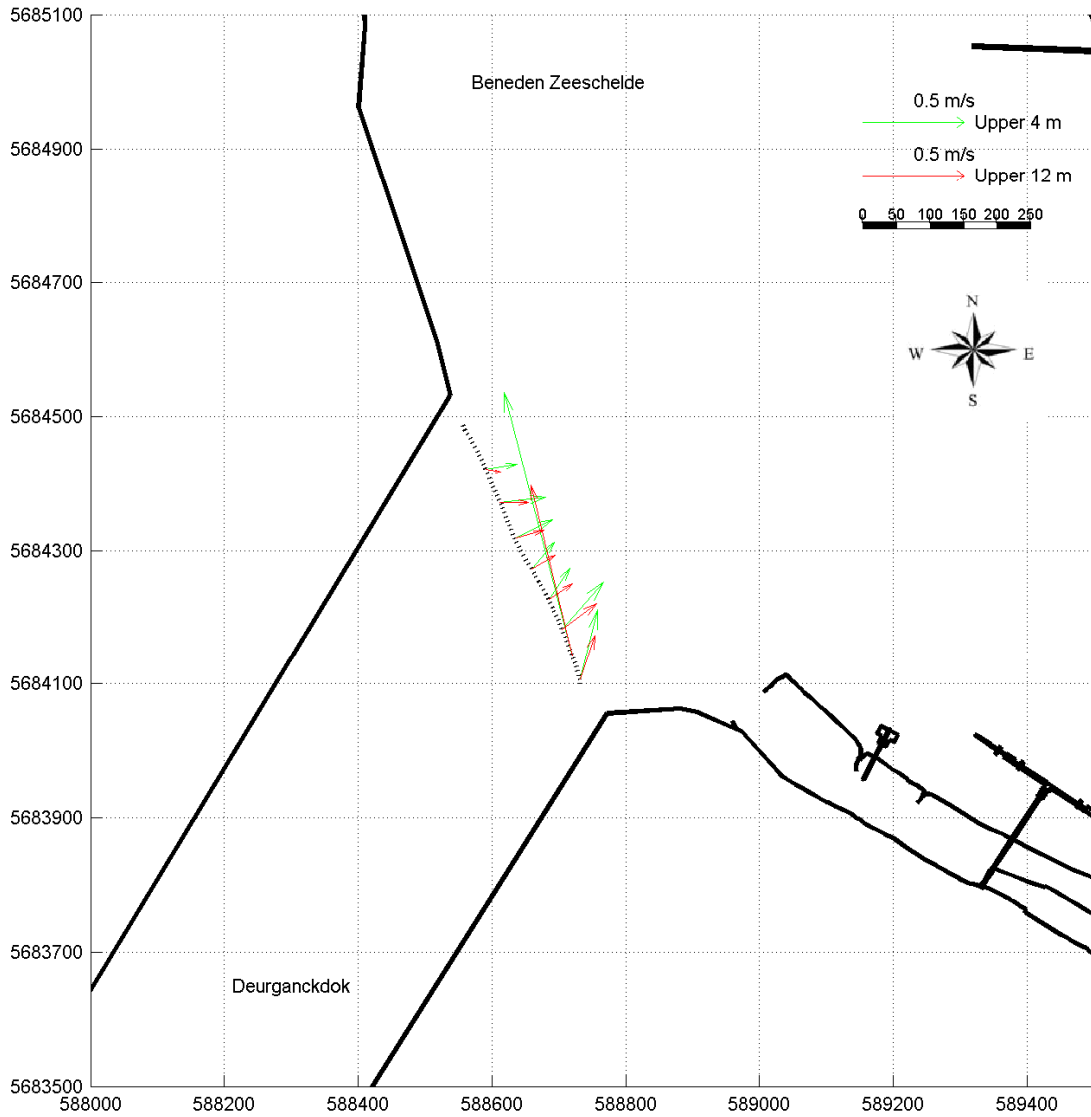 5685100
Beneden Zeeschelde
0.5 m/s
Upper 4 m
5684900
0.5 m/s
Upper 12 m
0 50 100 150 200 250
5684700
N
W E
S
5684500
5684300
5684100
5683900
5683700
Deurganckdok
5683500
588000 588200 588400 588600 588800 589000 589200 589400